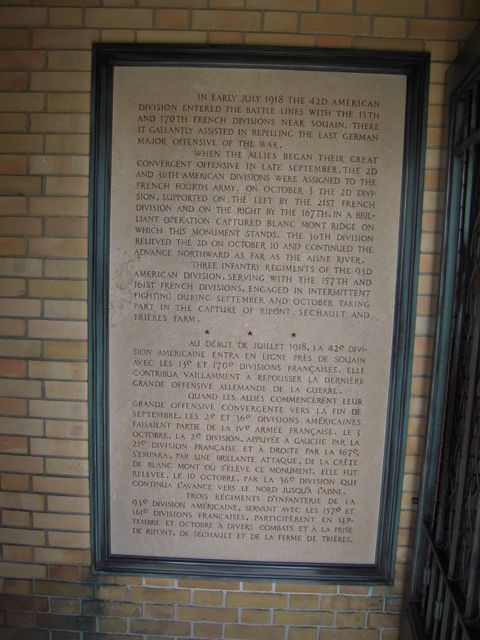 IN EARLY JULY 1918 THE 42D AMERICAN
DIVISION ENTERED THE BATTLE LINES WITH THE 13TH
AND 170TH FRENCH DIVISIONS NEAR SOUAIN. THERE
IT GALLANTLY ASSISTED IN REPELLING THE LAST GERMAN
MAJOR OFFENSIVE OF THE WAR.
WHEN THE ALLIES BEGAN THEIR GREAT
CONVERGENT OFFENSIVE IN LATE SEPTEMBER, THE 2D
AND 36TH AMERICAN DIVISIONS WERE ASSIGNED TO THE
FRENCH FOURTH ARMY. ON OCTOBER 3 THE 2D DIVI-
SION, SUPPORTED ON THE LEFT BY THE 21ST FRENCH
DIVISION AND ON THE RIGHT BY THE 167TH, IN A BRIL-
LIANT OPERATION CAPTURED BLANC MONT RIDGE ON
WHICH THIS MONUMENT STANDS. THE 36TH DIVISION
RELIEVED THE 2D ON OCTOBER 10 AND CONTINUED THE
ADVANCE NORTHWARD AS FAR AS THE AISNE RIVER.
THREE INFANTRY REGIMENTS OF THE 93D
AMERICAN DIVISION, SERVING WITH THE 157TH AND
161ST FRENCH DIVISIONS, ENGAGED IN INTERMITTENT
FIGHTING DURING SEPTEMBER AND OCTOBER TAKING
PART IN THE CAPTURE OF RIPONT, SECHAULT AND
TRIÈRES FARM.
★ ★ ★
AU DÉBUT DE JUILLET 1918, LA 42E DIVI-
SION AMÉRICAINE ENTRA EN LIGNE PRÈS DE SOUAIN
AVEC LES 13E ET 170E DIVISIONS FRANÇAISES. ELLE
CONTRIBUA VAILLAMMENT À REPOUSSER LA DERNIÈRE
GRANDE OFFENSIVE ALLEMANDE DE LA GUERRE.
QUAND LES ALLIÉS COMMENCÈRENT LEUR
GRANDE OFFENSIVE CONVERGENTE VERS LA FIN DE
SEPTEMBRE, LES 2E ET 36E DIVISIONS AMÉRICAINES
FAISAIENT PARTIE DE LA IVE ARMÉE FRANÇAISE. LE 3
OCTOBRE, LA 2E DIVISION, APPUYÉE À GAUCHE PAR LA
21E DIVISION FRANÇAISE ET À DROITE PAR LA 167E,
S'EMPARA, PAR UNE BRILLANTE ATTAQUE, DE LA CRÊTE
DE BLANC MONT OÙ S'ÉLÈVE CE MONUMENT. ELLE FUT
RELEVÉE, LE 10 OCTOBRE, PAR LA 36E DIVISION QUI
CONTINUA L'AVANCE VERS LE NORD JUSQU'À L'AISNE.
TROIS RÉGIMENTS D'INFANTERIE DE LA
93E DIVISION AMÉRICAINE, SERVANT AVEC LES 157E ET
161E DIVISIONS FRANÇAISES, PARTICIPÈRENT EN SEP-
TEMBRE ET OCTOBRE À DIVERS COMBATS ET À LA PRISE
DE RIPONT, DE SÉCHAULT ET DE LA FERME DE TRIÈRES.